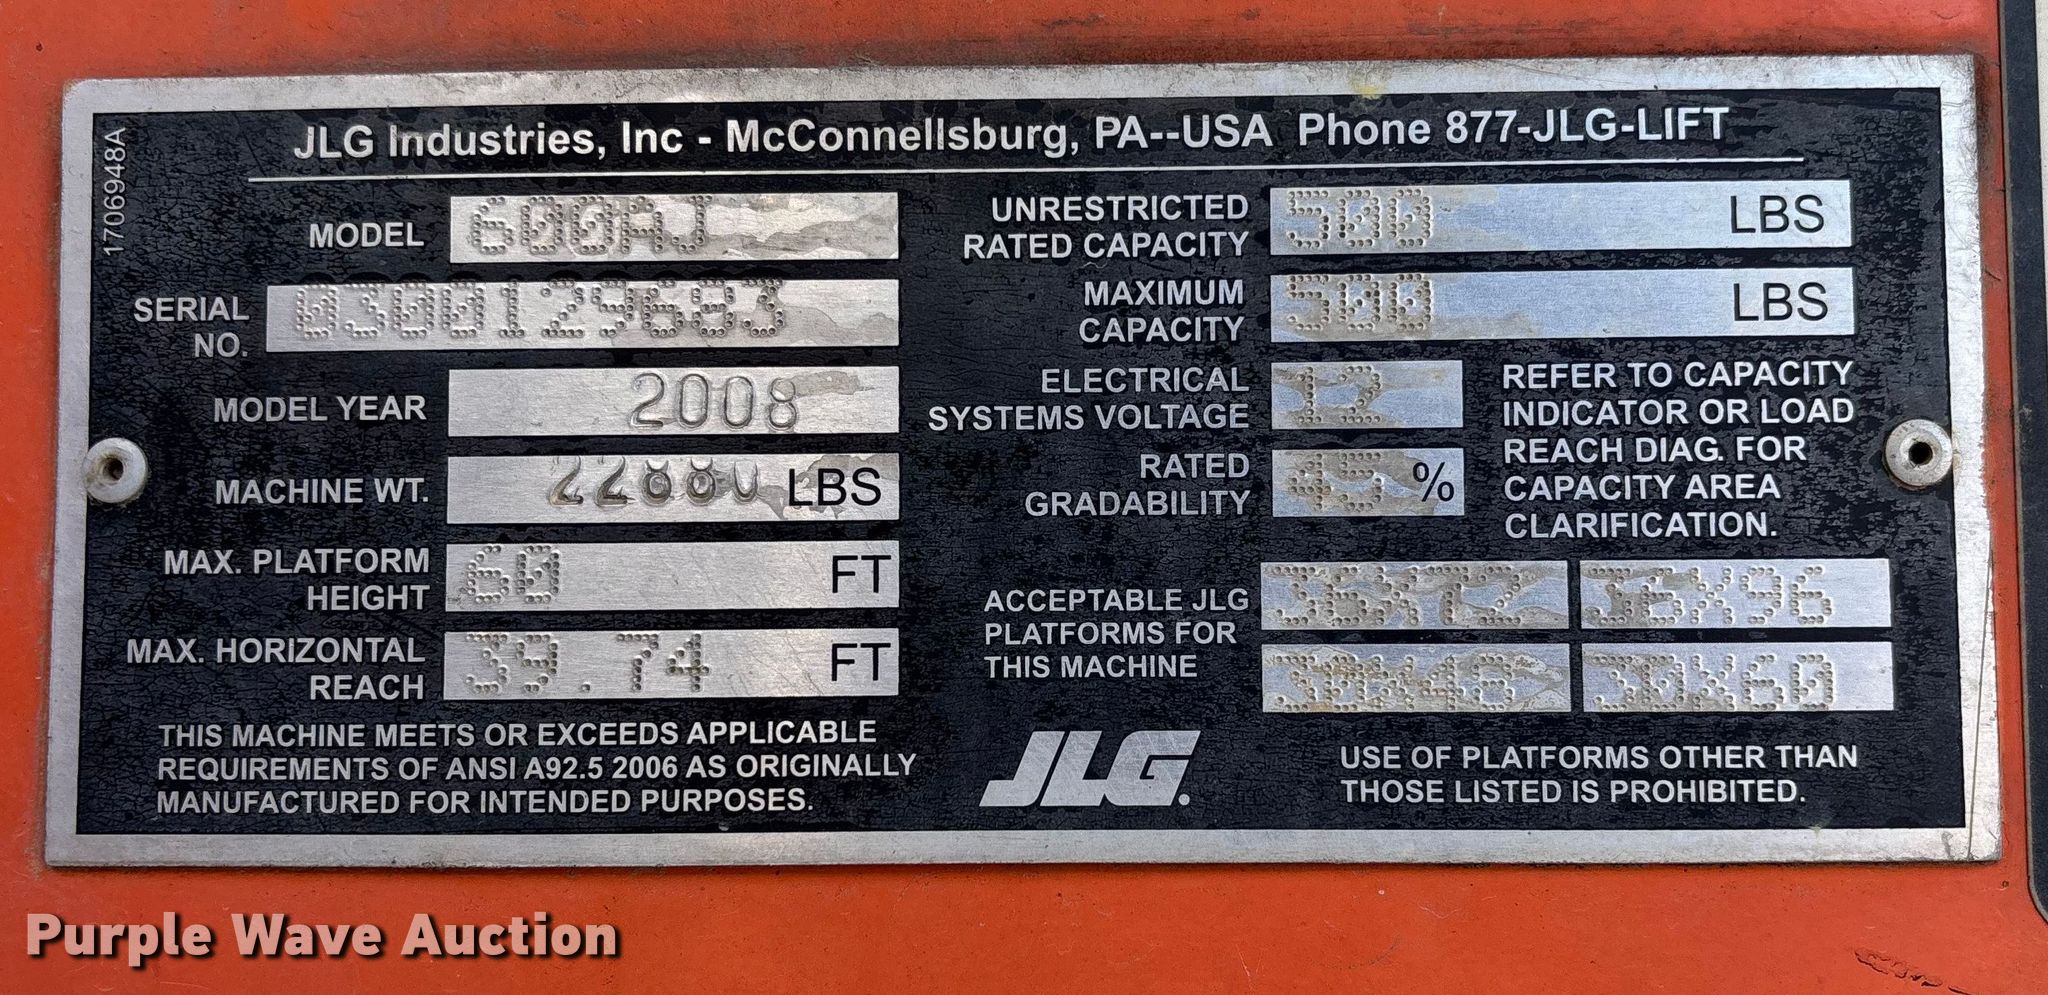 JLG Industries, Inc - McConnellsburg, PA--USA Phone 877-JLG-LIFT
1706948A
MODEL 600AJ
SERIAL NO. 0300129683
MODEL YEAR 2008
MACHINE WT. 22880 LBS
MAX. PLATFORM HEIGHT 60 FT
MAX. HORIZONTAL REACH 39.74 FT
THIS MACHINE MEETS OR EXCEEDS APPLICABLE
REQUIREMENTS OF ANSI A92.5 2006 AS ORIGINALLY
MANUFACTURED FOR INTENDED PURPOSES.
UNRESTRICTED RATED CAPACITY 500 LBS
MAXIMUM CAPACITY 500 LBS
ELECTRICAL SYSTEMS VOLTAGE 12
RATED GRADABILITY 45 %
REFER TO CAPACITY
INDICATOR OR LOAD
REACH DIAG. FOR
CAPACITY AREA
CLARIFICATION.
ACCEPTABLE JLG
PLATFORMS FOR
THIS MACHINE
36X72 36X96
30X48 30X60
JLG.
USE OF PLATFORMS OTHER THAN
THOSE LISTED IS PROHIBITED.
Purple Wave Auction